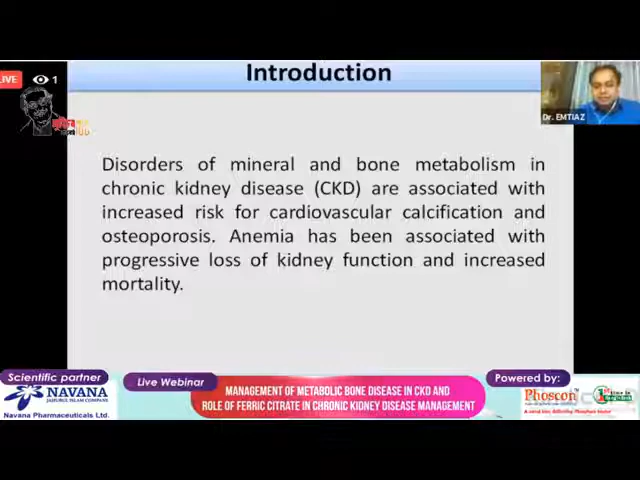 Introduction
LIVE
1
Dr. EMTIAZ
Disorders of mineral and bone metabolism in
chronic kidney disease (CKD) are associated with
increased risk for cardiovascular calcification and
osteoporosis. Anemia has been associated with
progressive loss of kidney function and increased
mortality.
Scientific partner
NAVANA
Navana Pharmaceuticals Ltd.
Live Webinar
MANAGEMENT OF METABOLIC BONE DISEASE IN CKD AND
ROLE OF FERRIC CITRATE IN CHRONIC KIDNEY DISEASE MANAGEMENT
Powered by:
Phoscon